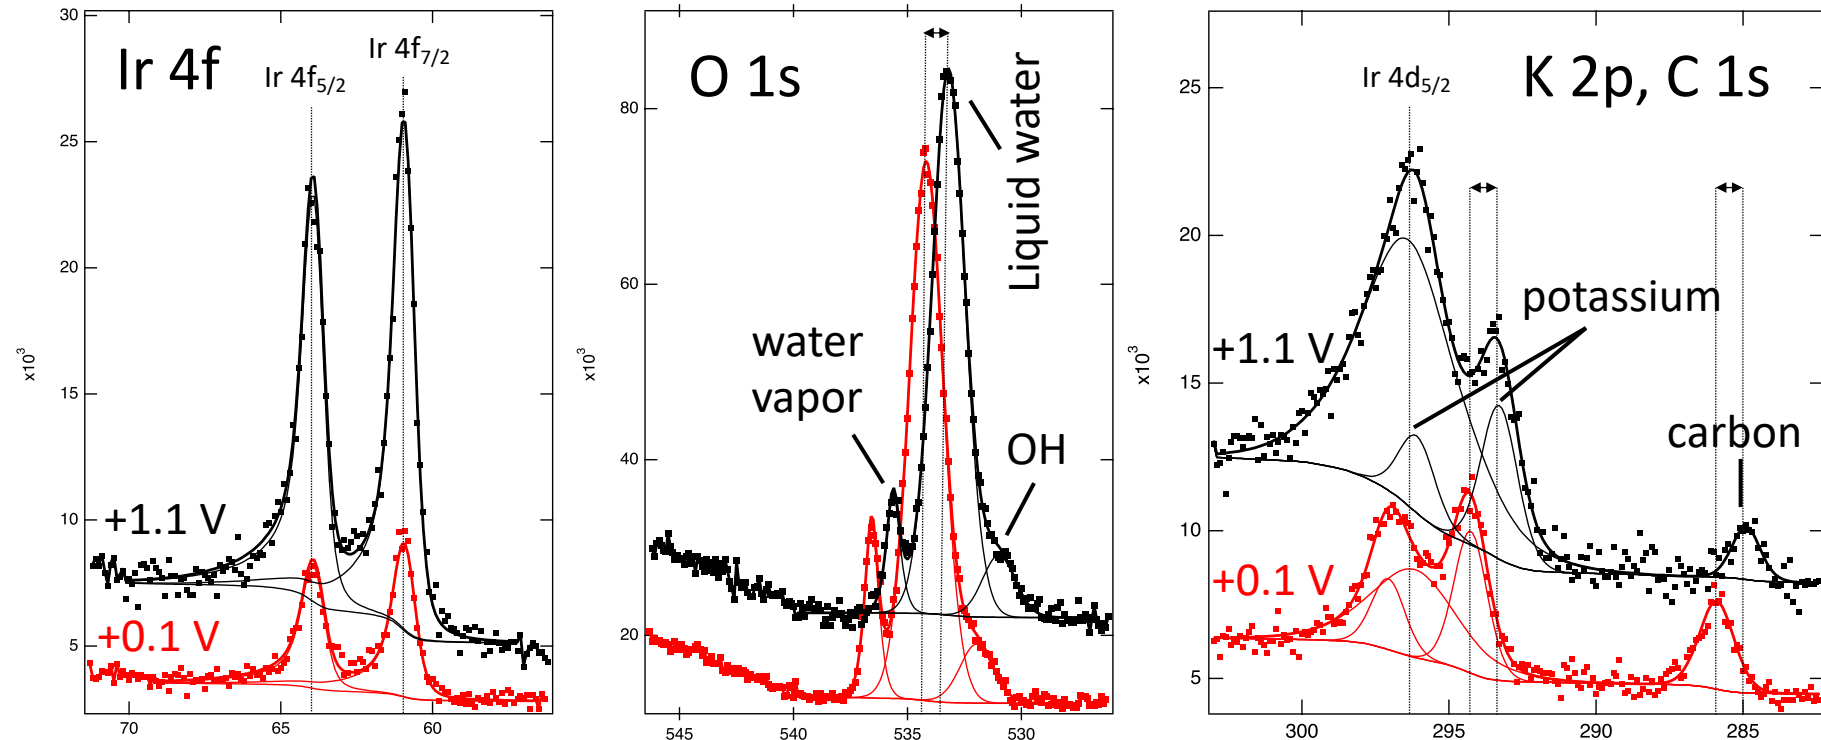 Ir 4f
Ir 4f5/2
Ir 4f7/2
+1.1 V
+0.1 V
x10³
30
25
20
15
10
5
70
65
60
O 1s
Liquid water
water
vapor
OH
x10³
80
60
40
20
545
540
535
530
K 2p, C 1s
Ir 4d5/2
potassium
+1.1 V
carbon
+0.1 V
x10³
25
20
15
10
5
300
295
290
285